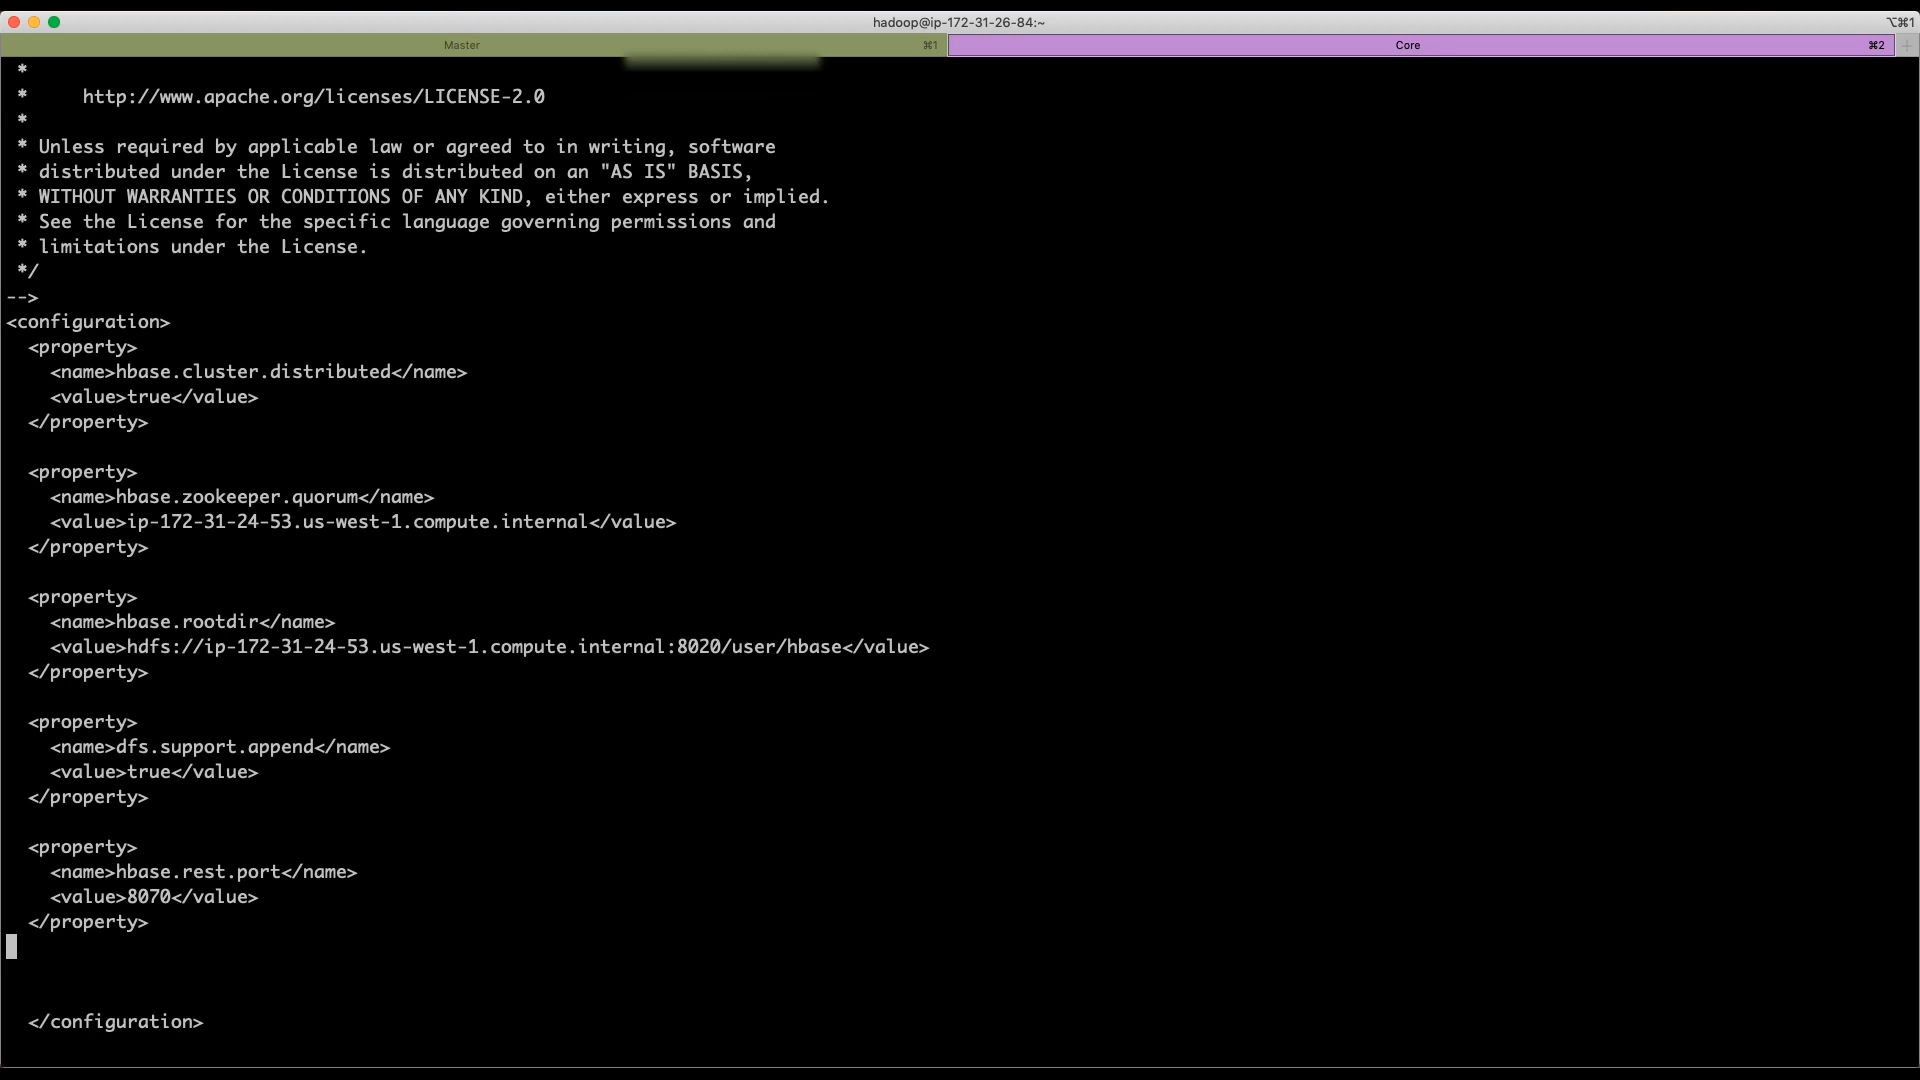 hadoop@ip-172-31-26-84:~
⌥⌘1
Master ⌘1
Core ⌘2
*
* http://www.apache.org/licenses/LICENSE-2.0
*
* Unless required by applicable law or agreed to in writing, software
* distributed under the License is distributed on an "AS IS" BASIS,
* WITHOUT WARRANTIES OR CONDITIONS OF ANY KIND, either express or implied.
* See the License for the specific language governing permissions and
* limitations under the License.
*/
-->
<configuration>
<property>
<name>hbase.cluster.distributed</name>
<value>true</value>
</property>
<property>
<name>hbase.zookeeper.quorum</name>
<value>ip-172-31-24-53.us-west-1.compute.internal</value>
</property>
<property>
<name>hbase.rootdir</name>
<value>hdfs://ip-172-31-24-53.us-west-1.compute.internal:8020/user/hbase</value>
</property>
<property>
<name>dfs.support.append</name>
<value>true</value>
</property>
<property>
<name>hbase.rest.port</name>
<value>8070</value>
</property>
</configuration>